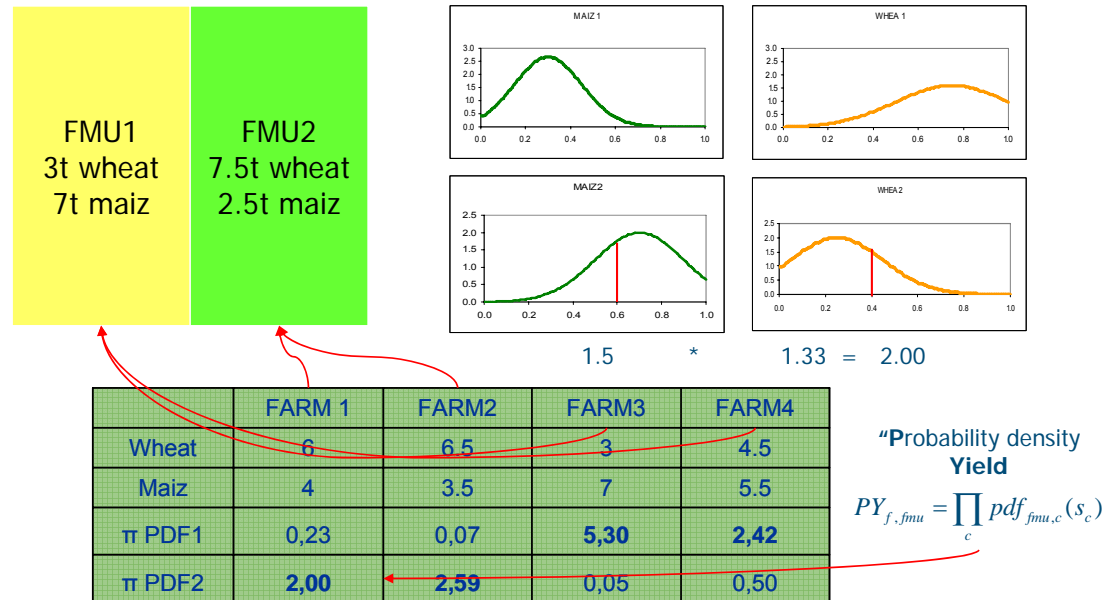 FMU1
3t wheat
7t maiz
FMU2
7.5t wheat
2.5t maiz
MAIZ 1
3.0
2.5
2.0
1.5
1.0
0.5
0.0
0.0 0.2 0.4 0.6 0.8 1.0
WHEA 1
3.0
2.5
2.0
1.5
1.0
0.5
0.0
0.0 0.2 0.4 0.6 0.8 1.0
MAIZ2
2.5
2.0
1.5
1.0
0.5
0.0
0.0 0.2 0.4 0.6 0.8 1.0
WHEA2
2.5
2.0
1.5
1.0
0.5
0.0
0.0 0.2 0.4 0.6 0.8 1.0
1.5 * 1.33 = 2.00
FARM 1 FARM2 FARM3 FARM4
Wheat 6 6.5 3 4.5
Maiz 4 3.5 7 5.5
π PDF1 0,23 0,07 5,30 2,42
π PDF2 2,00 2,59 0,05 0,50
"Probability density
Yield
PY_{f,fmu} = ∏_c pdf_{fmu,c}(s_c)